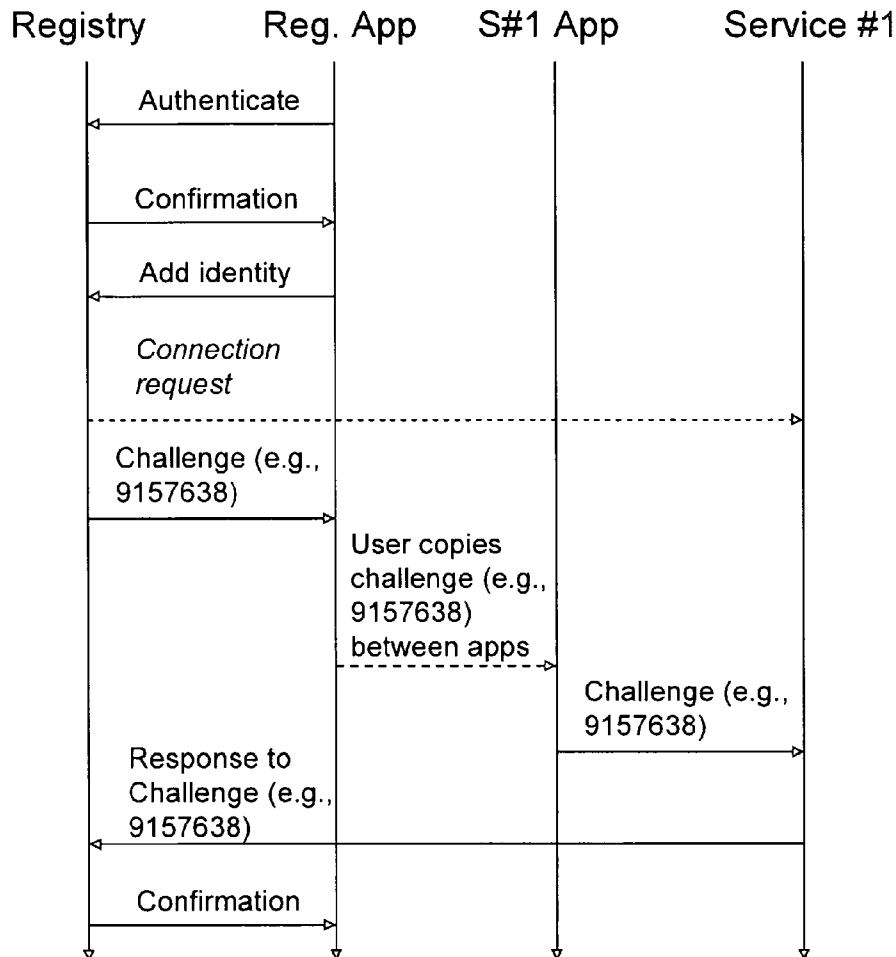 Registry Reg. App S#1 App Service #1
Authenticate
Confirmation
Add identity
Connection
request
Challenge (e.g.,
9157638)
User copies
challenge (e.g.,
9157638)
between apps
Challenge (e.g.,
9157638)
Response to
Challenge (e.g.,
9157638)
Confirmation